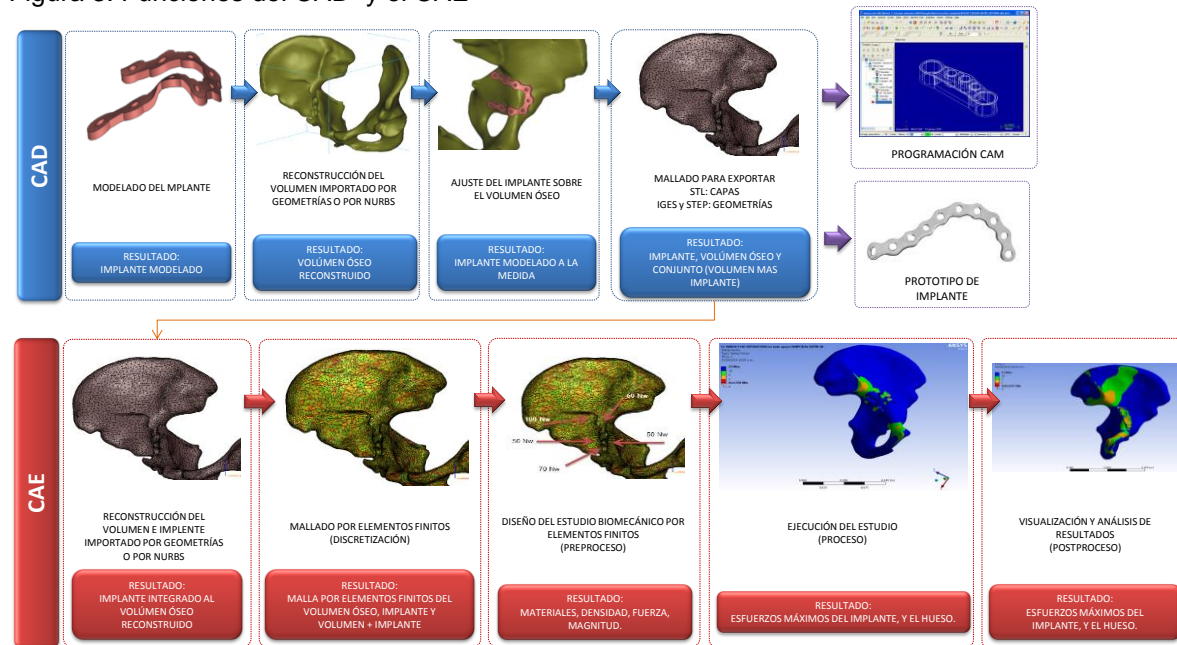 Figura 3. Funciones del CAD y el CAE
CAD
MODELADO DEL MPLANTE
RESULTADO:
IMPLANTE MODELADO
RECONSTRUCCIÓN DEL
VOLUMEN IMPORTADO POR
GEOMETRÍAS O POR NURBS
RESULTADO:
VOLÚMEN ÓSEO
RECONSTRUIDO
AJUSTE DEL IMPLANTE SOBRE
EL VOLUMEN ÓSEO
RESULTADO:
IMPLANTE MODELADO A LA
MEDIDA
MALLADO PARA EXPORTAR
STL: CAPAS
IGES y STEP: GEOMETRÍAS
RESULTADO:
IMPLANTE, VOLÚMEN ÓSEO Y
CONJUNTO (VOLUMEN MAS
IMPLANTE)
PROGRAMACIÓN CAM
PROTOTIPO DE
IMPLANTE
CAE
RECONSTRUCCIÓN DEL
VOLUMEN E IMPLENTE
IMPORTADO POR GEOMETRÍAS
O POR NURBS
RESULTADO:
IMPLANTE INTEGRADO AL
VOLÚMEN ÓSEO
RECONSTRUIDO
MALLADO POR ELEMENTOS FINITOS
(DISCRETIZACIÓN)
RESULTADO:
MALLA POR ELEMENTOS FINITOS DEL
VOLUMEN ÓSEO, IMPLANTE Y
VOLUMEN + IMPLANTE
60 Nw
100 Nw
50 Nw
50 Nw
70 Nw
DISEÑO DEL ESTUDIO BIOMECÁNICO POR
ELEMENTOS FINITOS
(PREPROCESO)
RESULTADO:
MATERIALES, DENSIDAD, FUERZA,
MAGNITUD.
EJECUCIÓN DEL ESTUDIO
(PROCESO)
RESULTADO:
ESFUERZOS MÁXIMOS DEL IMPLANTE, Y EL HUESO.
VISUALIZACIÓN Y ANÁLISIS DE
RESULTADOS
(POSTPROCESO)
RESULTADO:
ESFUERZOS MÁXIMOS DEL
IMPLANTE, Y EL HUESO.